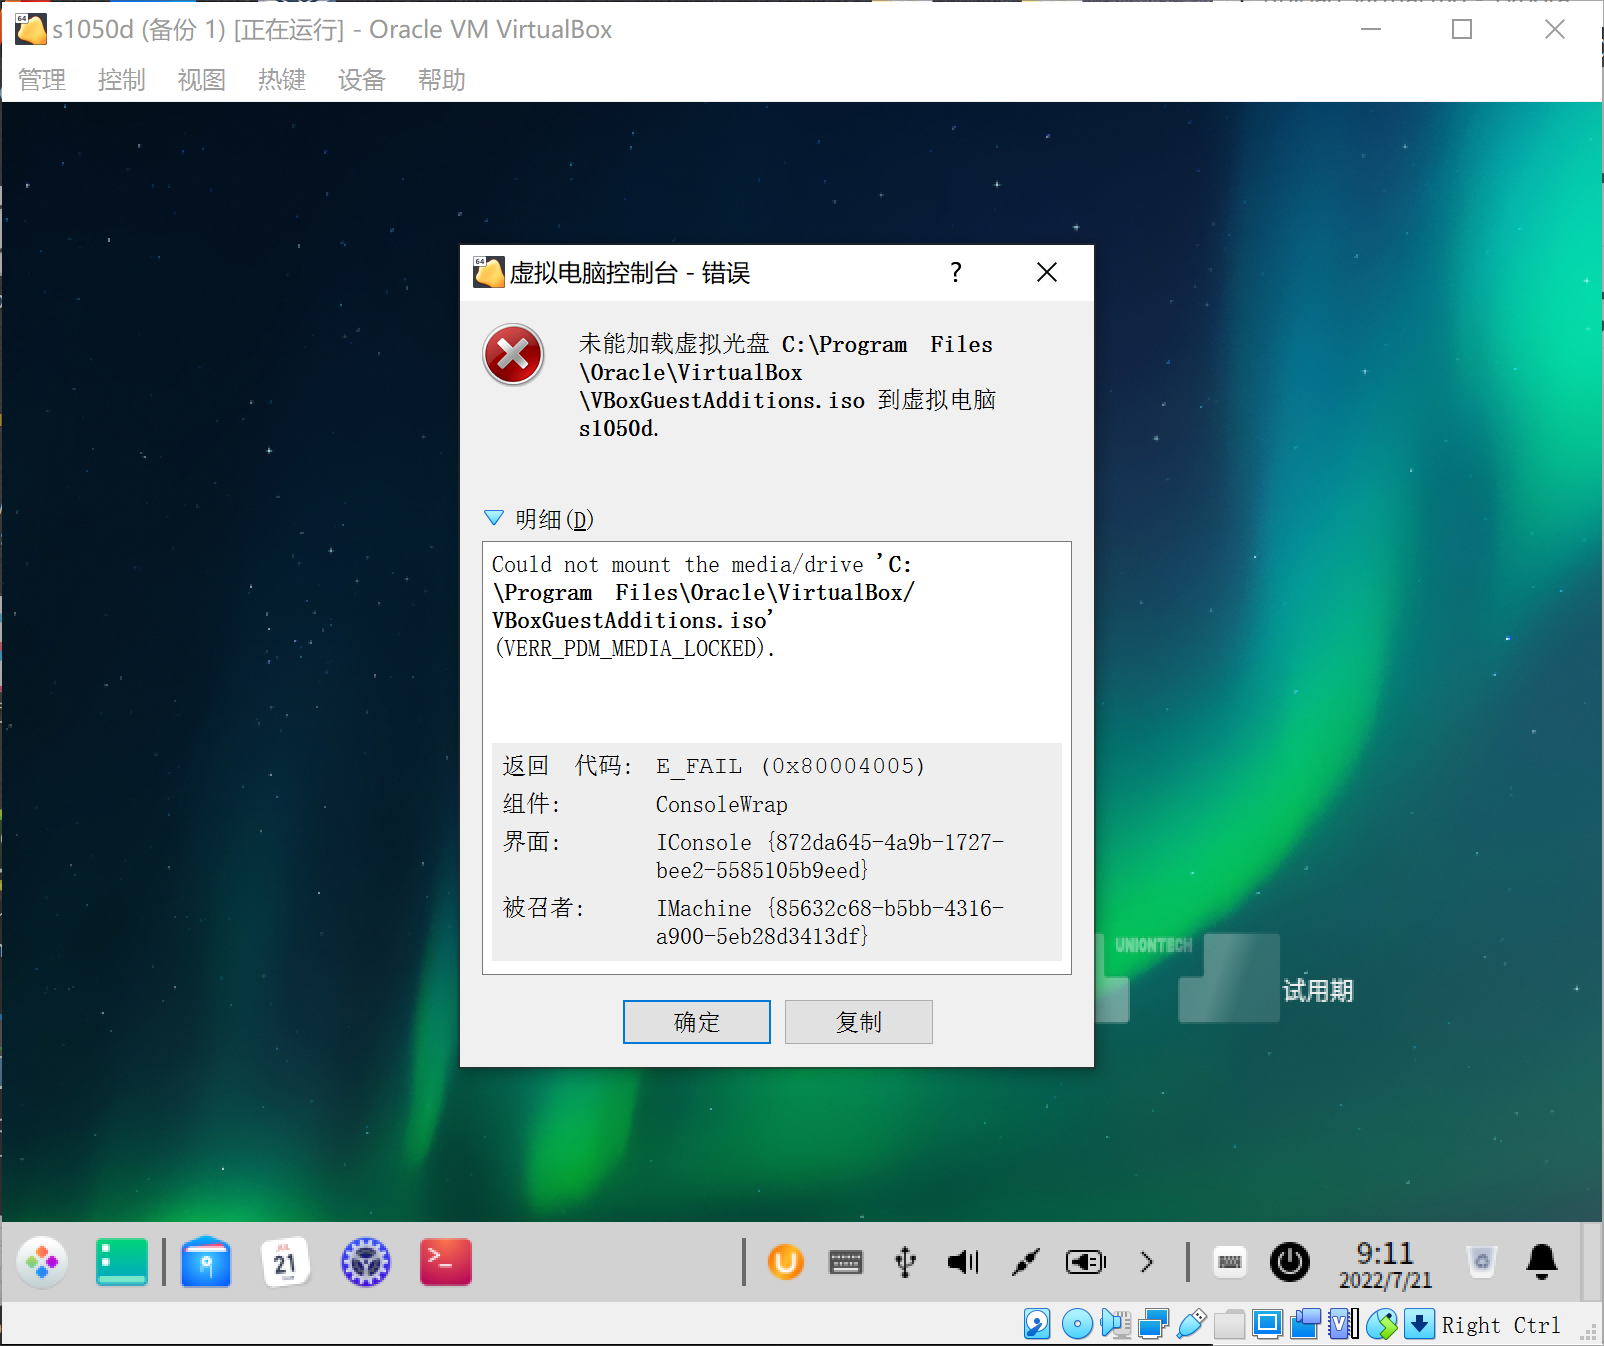 s1050d (备份 1) [正在运行] - Oracle VM VirtualBox
管理 控制 视图 热键 设备 帮助
64 虚拟电脑控制台 - 错误 ?
未能加载虚拟光盘 C:\Program Files
\Oracle\VirtualBox
\VBoxGuestAdditions.iso 到虚拟电脑
s1050d.
明细(D)
Could not mount the media/drive 'C:
\Program Files\Oracle\VirtualBox/
VBoxGuestAdditions.iso'
(VERR_PDM_MEDIA_LOCKED).
返回 代码: E_FAIL (0x80004005)
组件: ConsoleWrap
界面: IConsole {872da645-4a9b-1727-
bee2-5585105b9eed}
被召者: IMachine {85632c68-b5bb-4316-
a900-5eb28d3413df}
确定 复制
UNIONTECH
试用期
JUL
21
9:11
2022/7/21
Right Ctrl